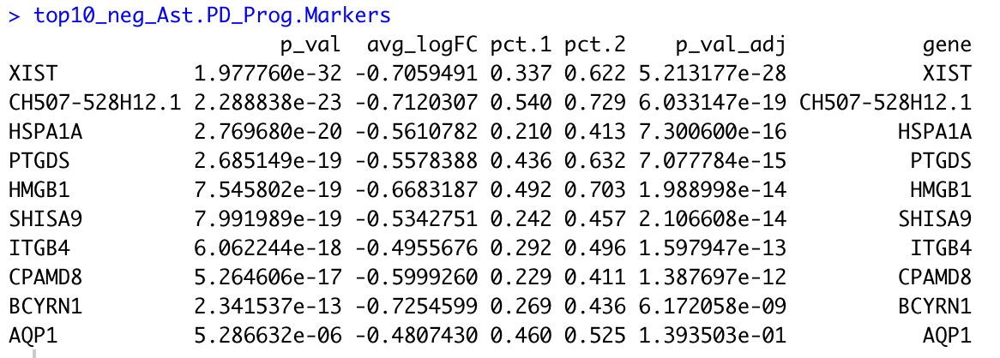 > top10_neg_Ast.PD_Prog.Markers
p_val avg_logFC pct.1 pct.2 p_val_adj gene
XIST 1.977760e-32 -0.7059491 0.337 0.622 5.213177e-28 XIST
CH507-528H12.1 2.288838e-23 -0.7120307 0.540 0.729 6.033147e-19 CH507-528H12.1
HSPA1A 2.769680e-20 -0.5610782 0.210 0.413 7.300600e-16 HSPA1A
PTGDS 2.685149e-19 -0.5578388 0.436 0.632 7.077784e-15 PTGDS
HMGB1 7.545802e-19 -0.6683187 0.492 0.703 1.988998e-14 HMGB1
SHISA9 7.991989e-19 -0.5342751 0.242 0.457 2.106608e-14 SHISA9
ITGB4 6.062244e-18 -0.4955676 0.292 0.496 1.597947e-13 ITGB4
CPAMD8 5.264606e-17 -0.5999260 0.229 0.411 1.387697e-12 CPAMD8
BCYRN1 2.341537e-13 -0.7254599 0.269 0.436 6.172058e-09 BCYRN1
AQP1 5.286632e-06 -0.4807430 0.460 0.525 1.393503e-01 AQP1